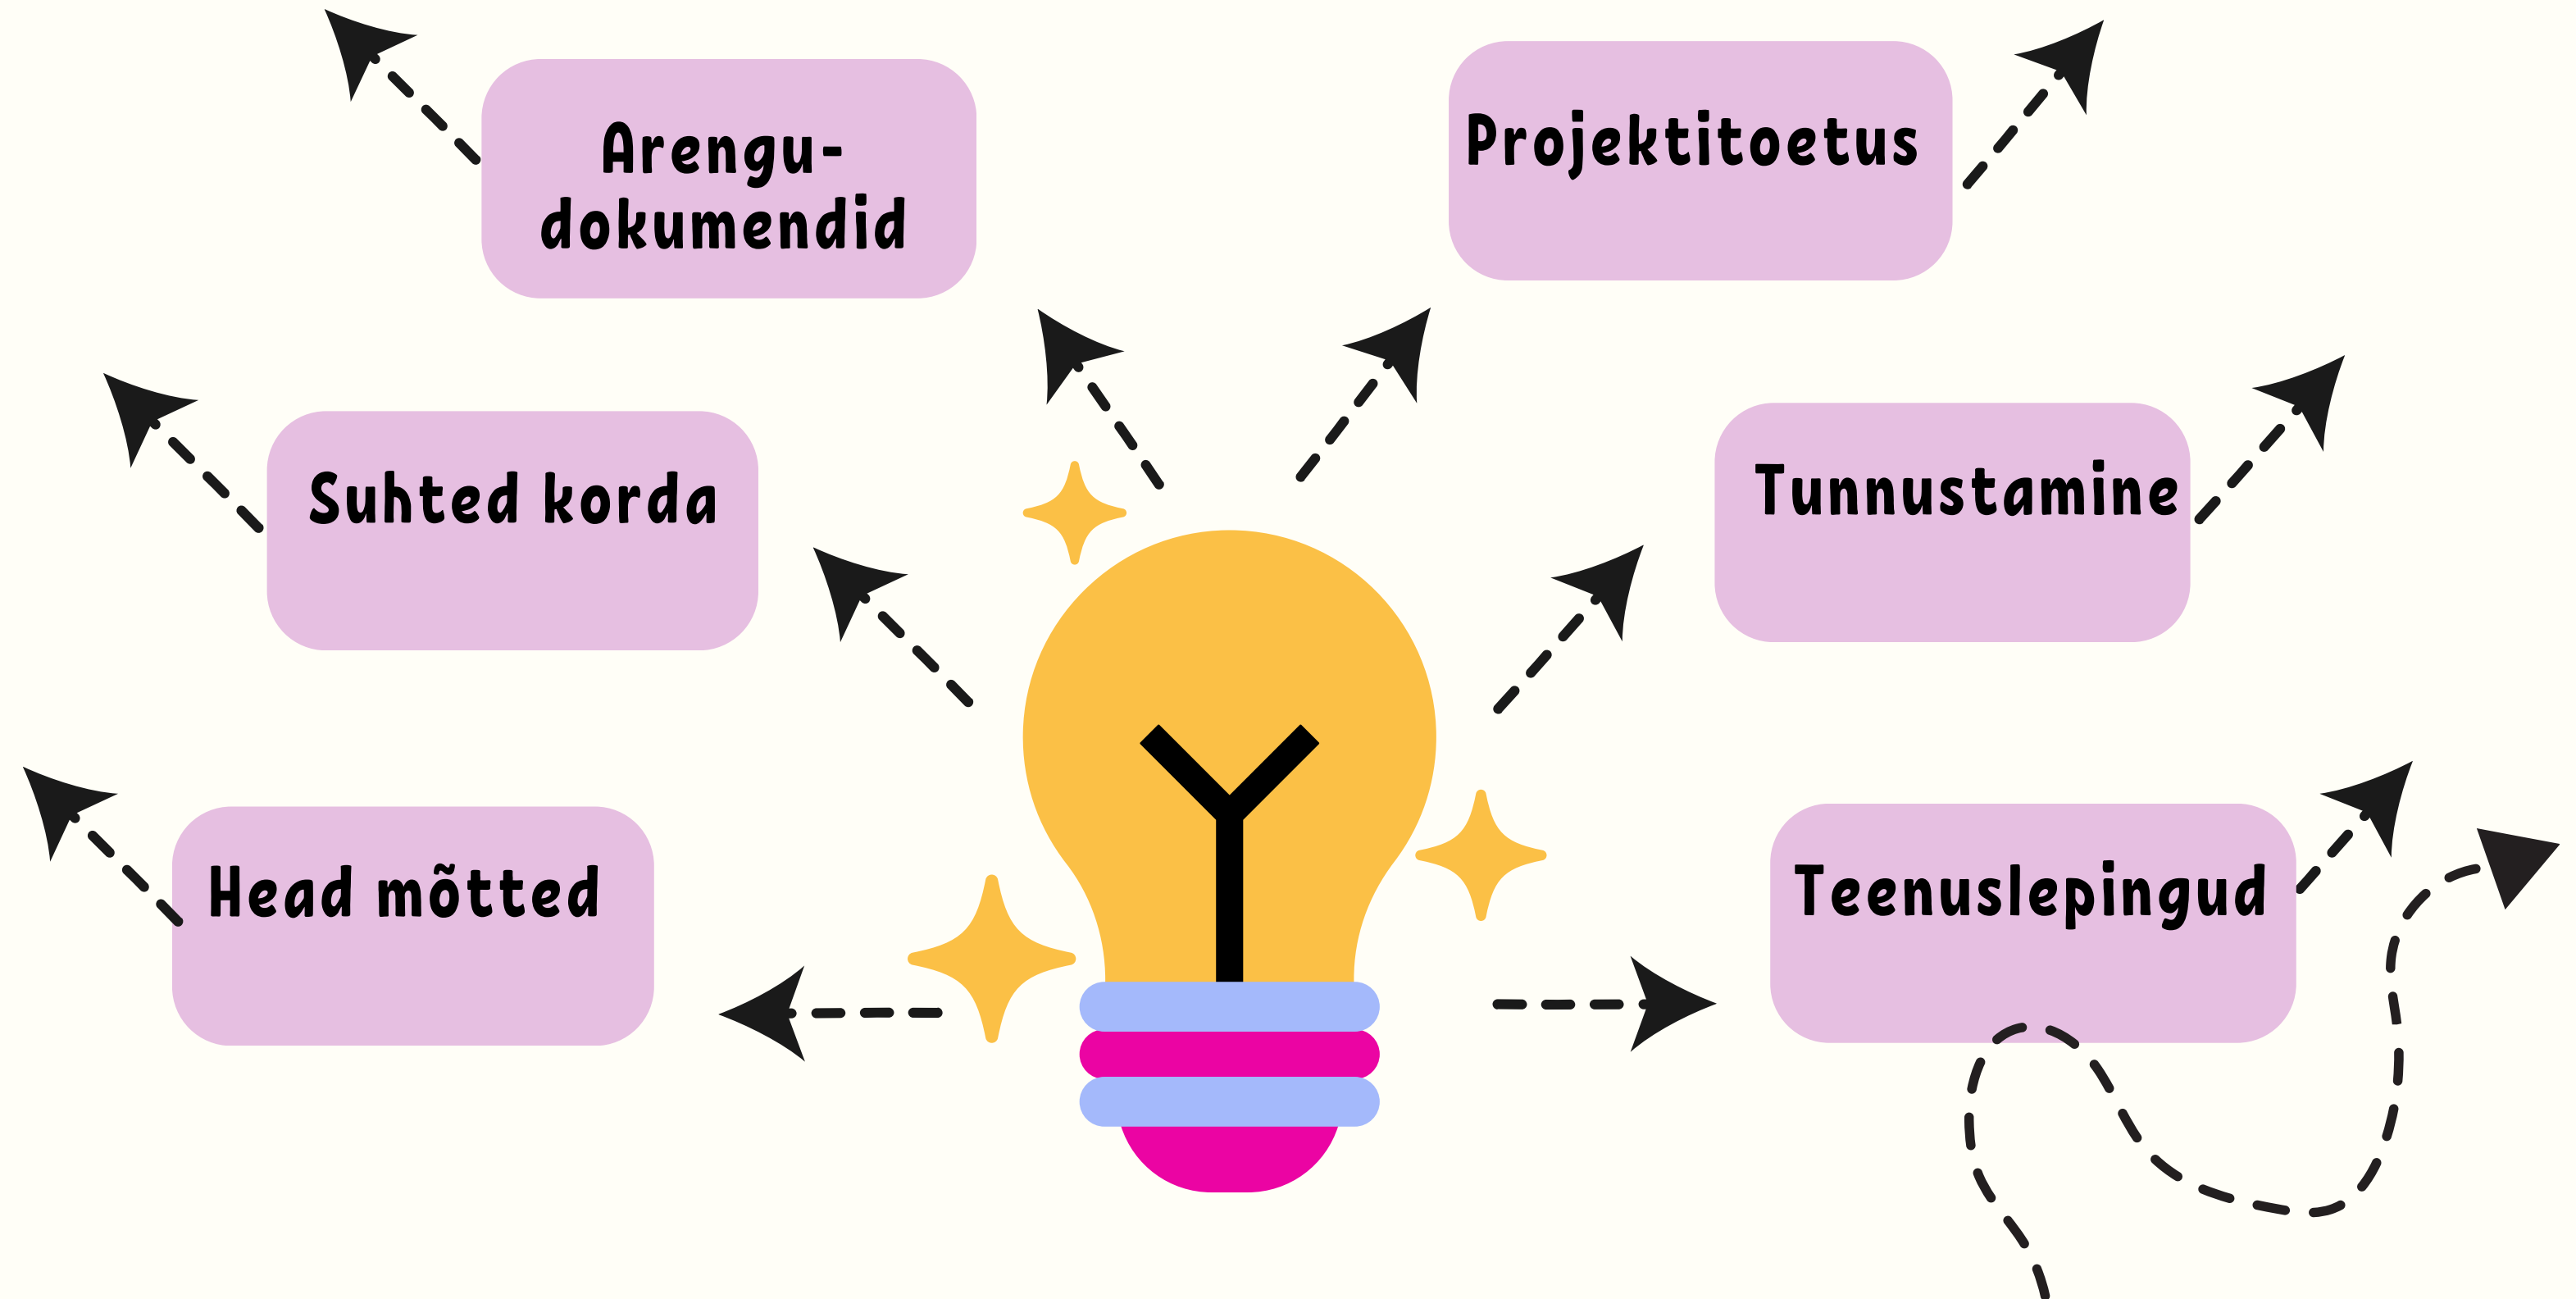 Arengu-
dokumendid
Projektitoetus
Suhted korda
Tunnustamine
Head mõtted
Teenuslepingud